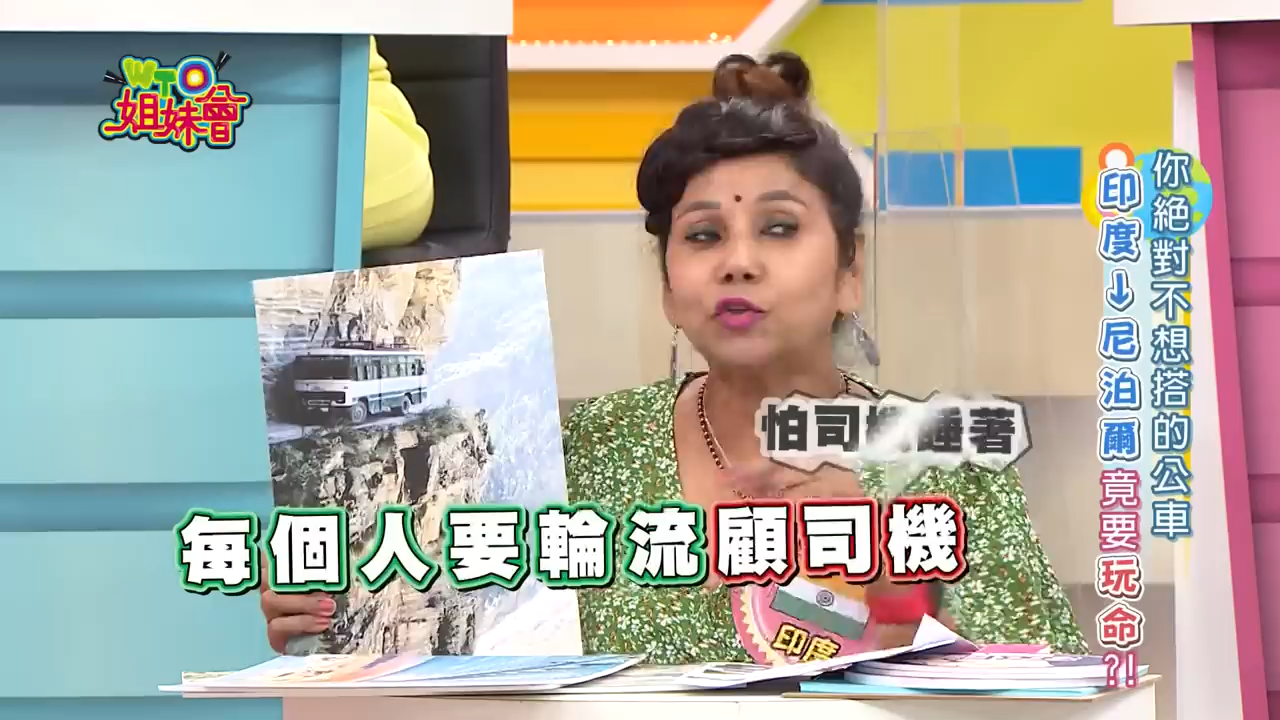 WTO
姐妹會
你絕對不想搭的公車
印度↓尼泊爾竟要玩命?!
怕司機睡著
每個人要輪流顧司機
印度